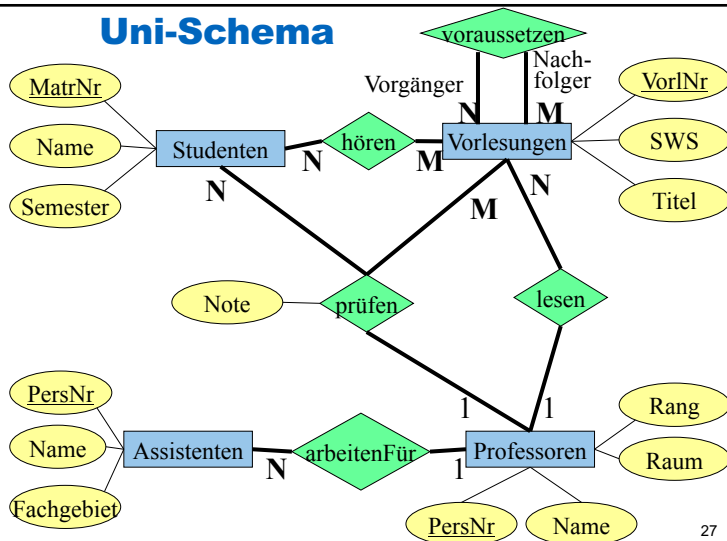 Uni-Schema
voraussetzen
Vorgänger
Nach-
folger
MatrNr
VorlNr
N
M
Name
Studenten
N
hören
M
Vorlesungen
SWS
N
N
Semester
M
Titel
Note
prüfen
lesen
PersNr
1
1
Rang
Name
Assistenten
N
arbeitenFür
1
Professoren
Raum
Fachgebiet
PersNr
Name
27